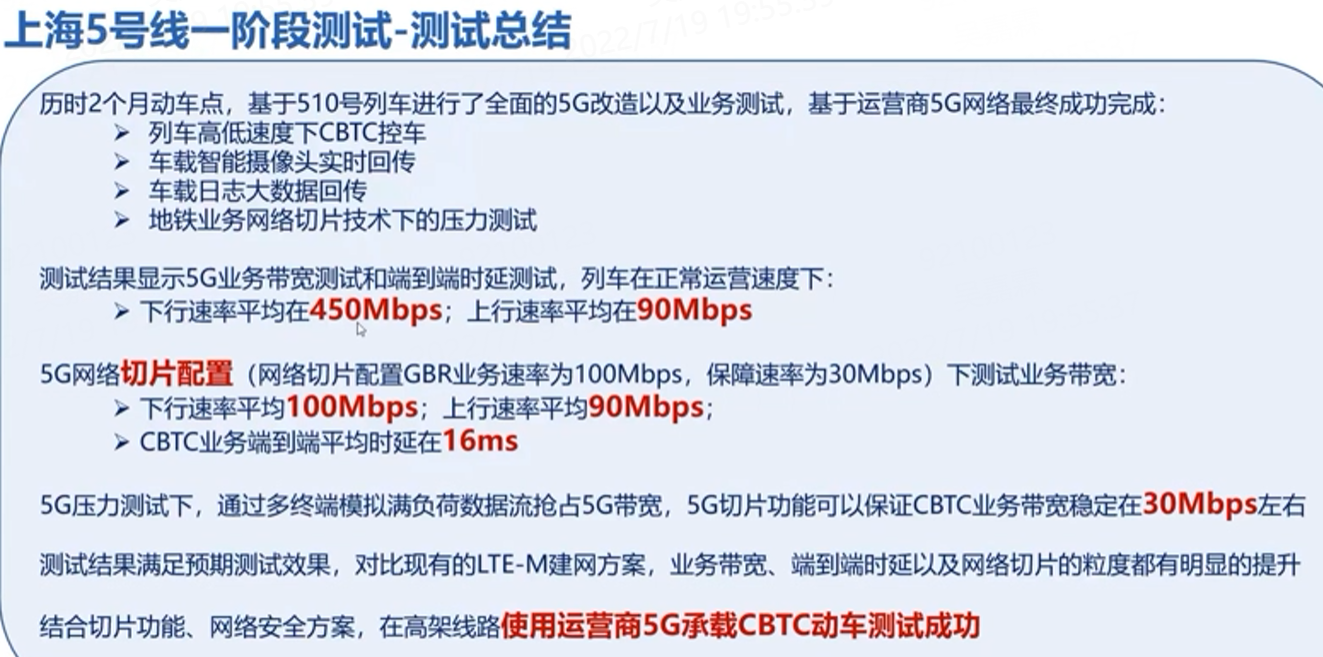 上海5号线一阶段测试-测试总结
历时2个月动车点，基于510号列车进行了全面的5G改造以及业务测试，基于运营商5G网络最终成功完成：
➢ 列车高低速度下CBTC控车
➢ 车载智能摄像头实时回传
➢ 车载日志大数据回传
➢ 地铁业务网络切片技术下的压力测试
测试结果显示5G业务带宽测试和端到端时延测试，列车在正常运营速度下：
➢ 下行速率平均在450Mbps；上行速率平均在90Mbps
5G网络切片配置（网络切片配置GBR业务速率为100Mbps，保障速率为30Mbps）下测试业务带宽：
➢ 下行速率平均100Mbps；上行速率平均90Mbps；
➢ CBTC业务端到端平均时延在16ms
5G压力测试下，通过多终端模拟满负荷数据流抢占5G带宽，5G切片功能可以保证CBTC业务带宽稳定在30Mbps左右
测试结果满足预期测试效果，对比现有的LTE-M建网方案，业务带宽、端到端时延以及网络切片的粒度都有明显的提升
结合切片功能、网络安全方案，在高架线路使用运营商5G承载CBTC动车测试成功
2022/7/19 19:55:39